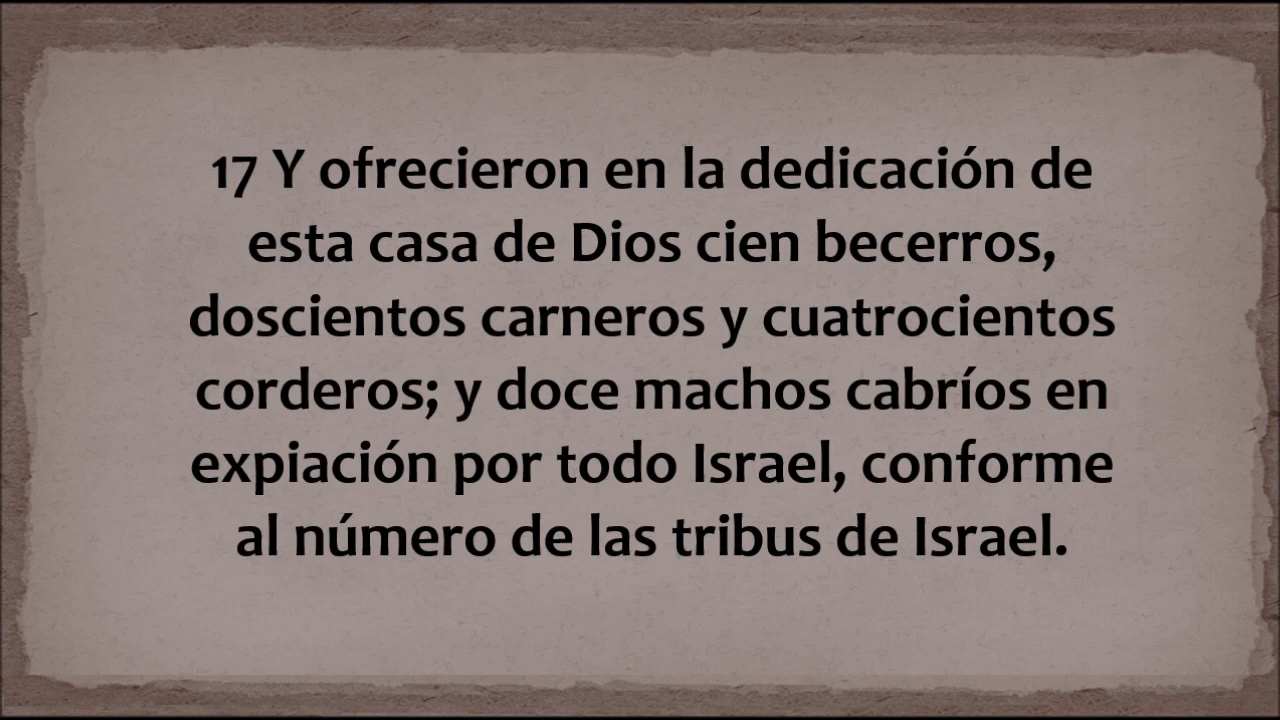 17 Y ofrecieron en la dedicación de
esta casa de Dios cien becerros,
doscientos carneros y cuatrocientos
corderos; y doce machos cabríos en
expiación por todo Israel, conforme
al número de las tribus de Israel.